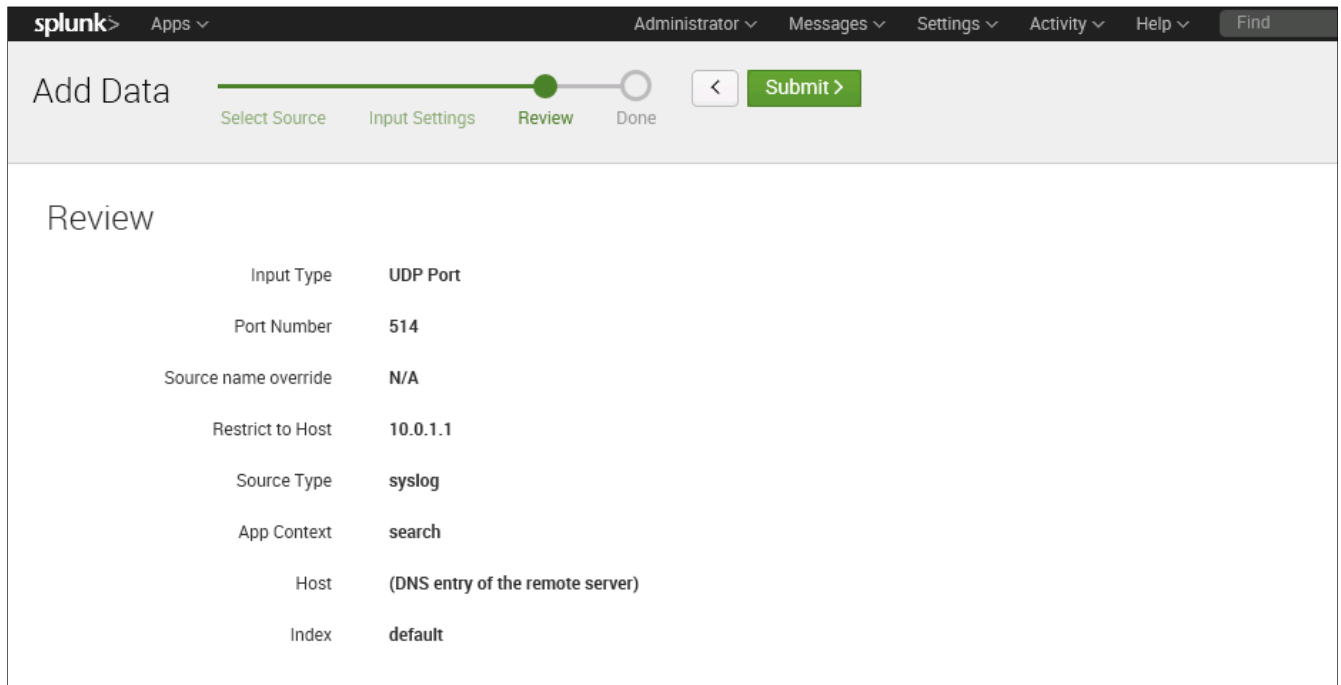 splunk> Apps Administrator Messages Settings Activity Help Find
Add Data Submit >
Select Source Input Settings Review Done
Review
Input Type UDP Port
Port Number 514
Source name override N/A
Restrict to Host 10.0.1.1
Source Type syslog
App Context search
Host (DNS entry of the remote server)
Index default